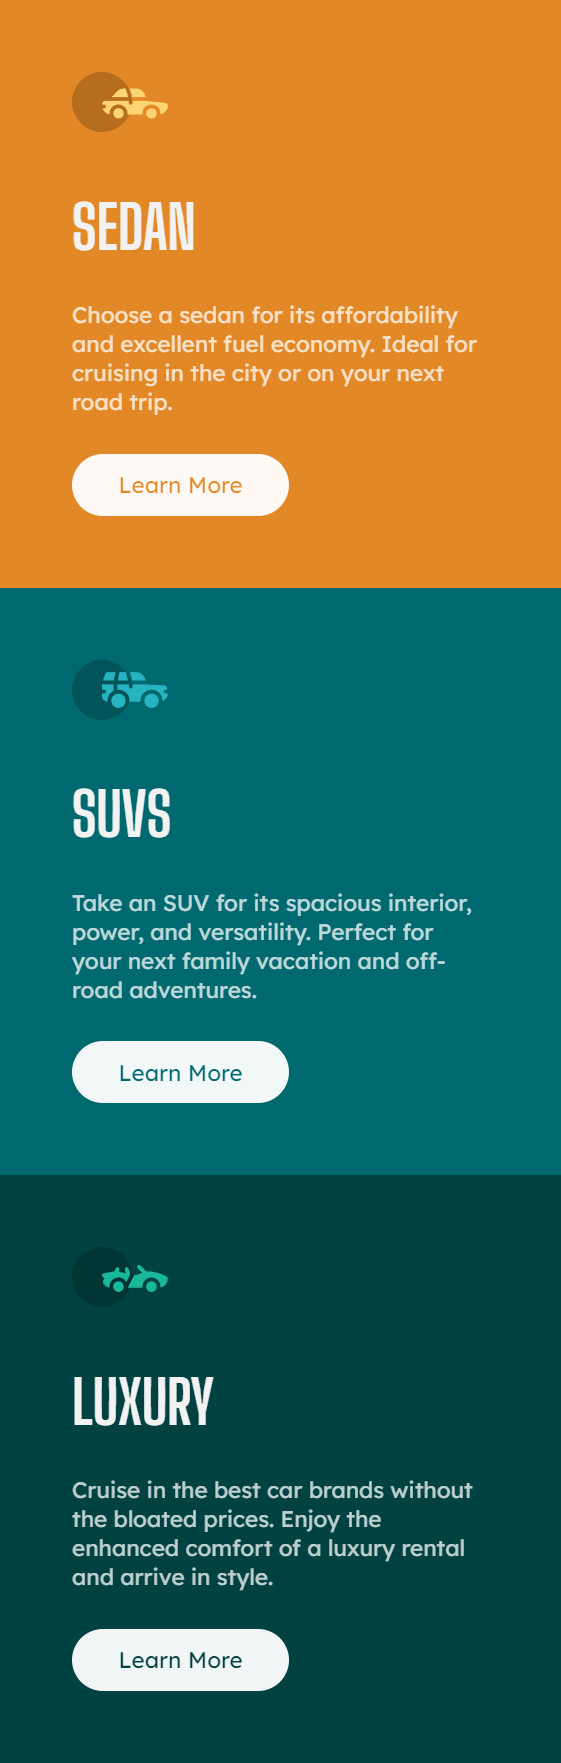 SEDAN
Choose a sedan for its affordability
and excellent fuel economy. Ideal for
cruising in the city or on your next
road trip.
Learn More
SUVS
Take an SUV for its spacious interior,
power, and versatility. Perfect for
your next family vacation and off-
road adventures.
Learn More
LUXURY
Cruise in the best car brands without
the bloated prices. Enjoy the
enhanced comfort of a luxury rental
and arrive in style.
Learn More